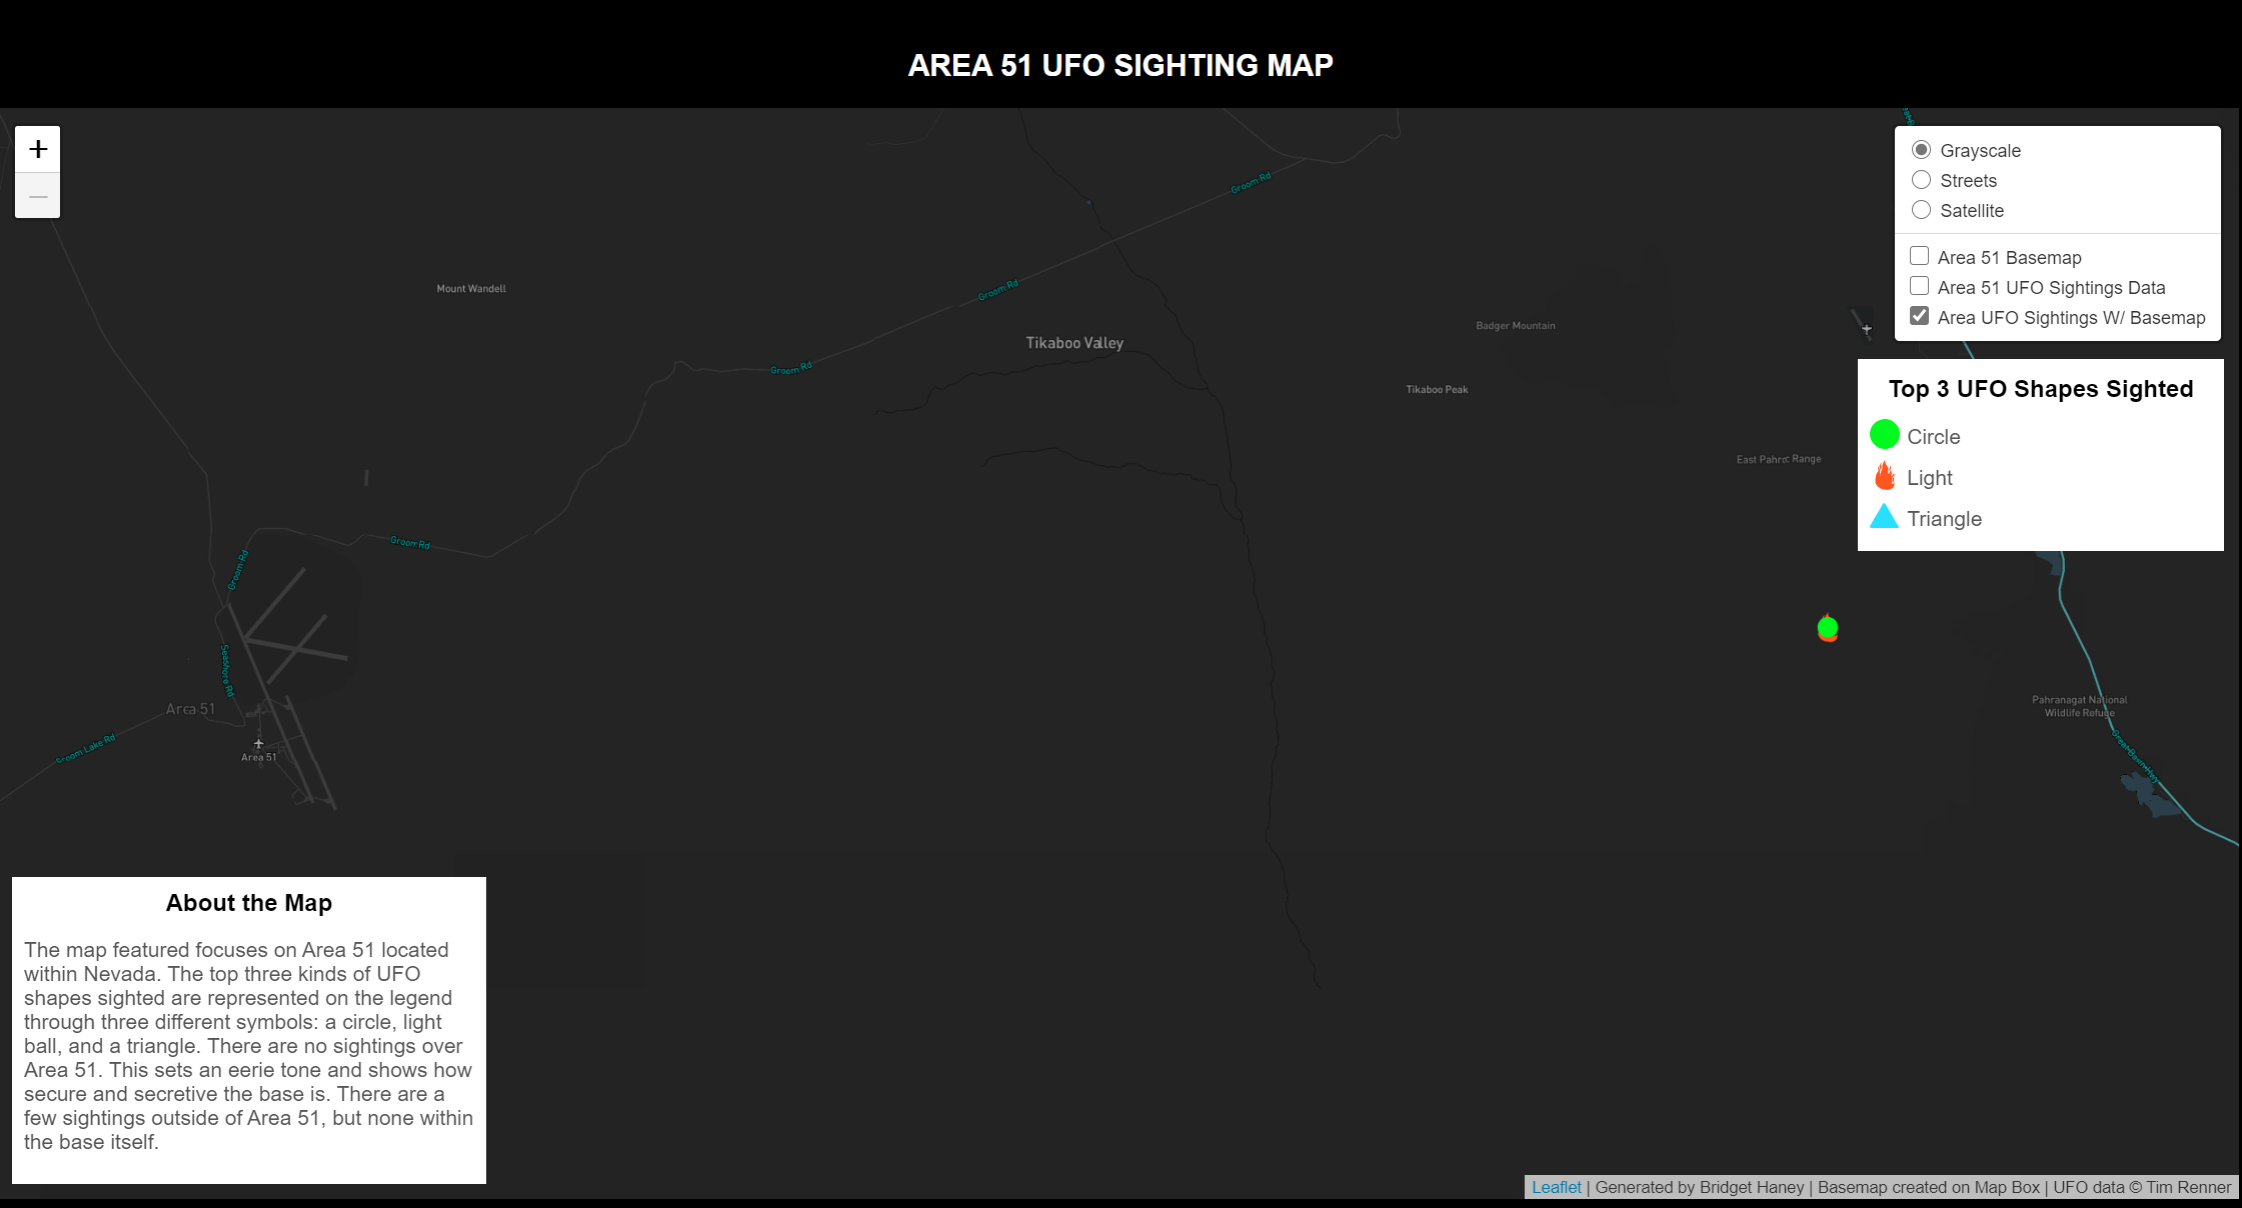 AREA 51 UFO SIGHTING MAP
+
−
Grayscale
Streets
Satellite
Area 51 Basemap
Area 51 UFO Sightings Data
Area UFO Sightings W/ Basemap
Top 3 UFO Shapes Sighted
Circle
Light
Triangle
Groom Rd
Mount Wandell
Groom Rd
Tikaboo Valley
Badger Mountain
Groom Rd
Tikaboo Peak
East Pahroc Range
Groom Rd
Groom Rd
Seashore Rd
Area 51
Groom Lake Rd
Area 51
Pahranagat National
Wildlife Refuge
Great Basin Hwy
About the Map
The map featured focuses on Area 51 located
within Nevada. The top three kinds of UFO
shapes sighted are represented on the legend
through three different symbols: a circle, light
ball, and a triangle. There are no sightings over
Area 51. This sets an eerie tone and shows how
secure and secretive the base is. There are a
few sightings outside of Area 51, but none within
the base itself.
Leaflet | Generated by Bridget Haney | Basemap created on Map Box | UFO data © Tim Renner